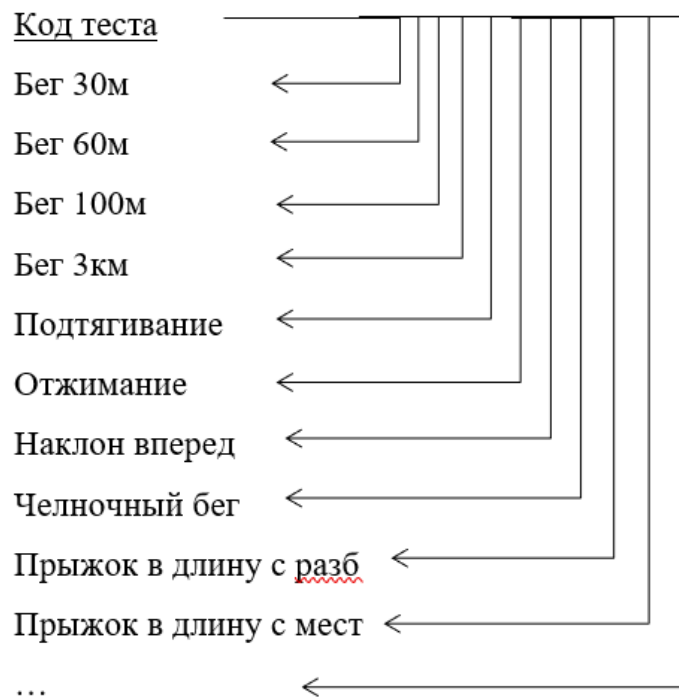 Код теста
Бег 30м
Бег 60м
Бег 100м
Бег 3км
Подтягивание
Отжимание
Наклон вперед
Челночный бег
Прыжок в длину с разб
Прыжок в длину с мест
…